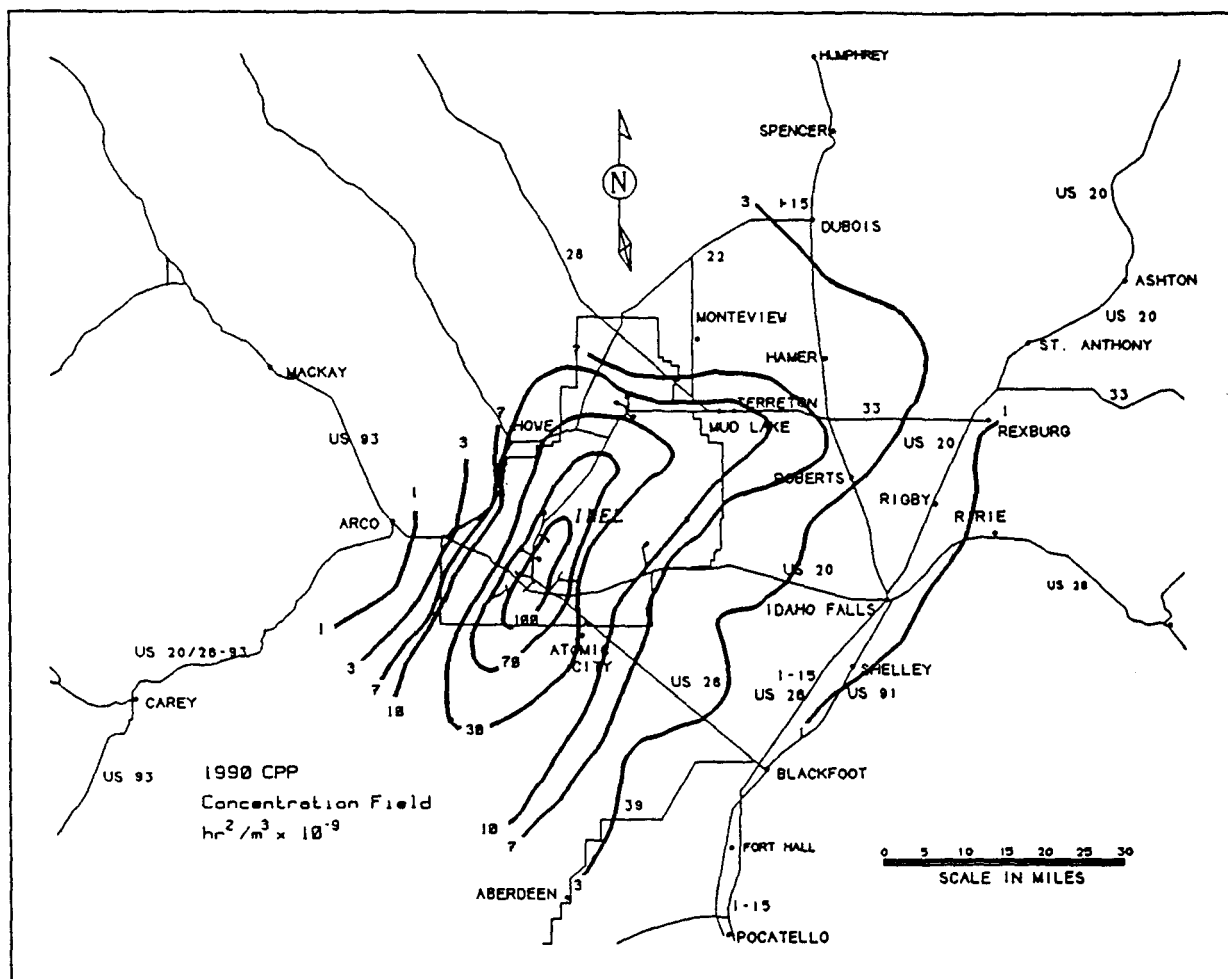 HUMPHREY
SPENCER
N
US 20
3
I-15
DUBOIS
28
22
ASHTON
US 20
MONTEVIEW
ST. ANTHONY
HAMER
7
MACKAY
33
TERRETON
33
1
7
HOWE
MUD LAKE
REXBURG
US 93
3
US 20
ROBERTS
RIGBY
1
INEL
RIRIE
ARCO
US 20
US 26
IDAHO FALLS
1
100
ATOMIC
CITY
70
US 20/26-93
3
I-15
SHELLEY
US 26
US 26
US 91
7
CAREY
10
30
1
US 93
1990 CPP
BLACKFOOT
Concentration Field
39
hr²/m³ x 10⁻⁹
10
7
FORT HALL
0 5 10 15 20 25 30
SCALE IN MILES
3
ABERDEEN
I-15
POCATELLO